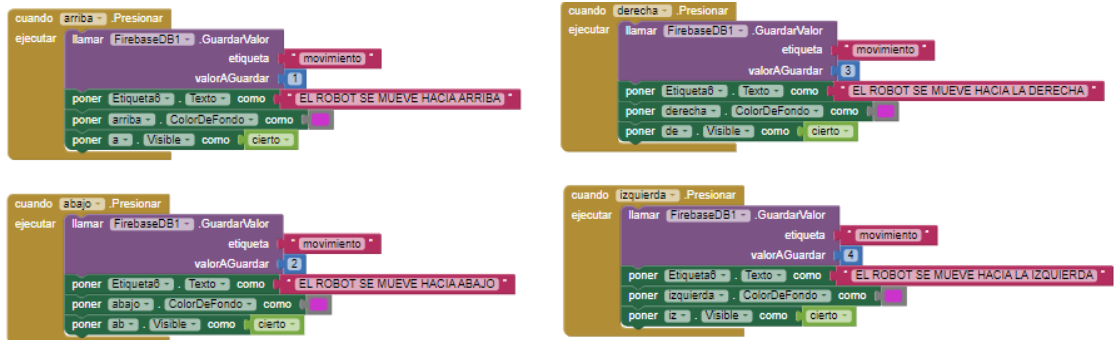 cuando arriba .Presionar
ejecutar llamar FirebaseDB1 .GuardarValor
etiqueta " movimiento "
valorAGuardar 1
poner Etiqueta6 . Texto como " EL ROBOT SE MUEVE HACIA ARRIBA "
poner arriba . ColorDeFondo como
poner a . Visible como cierto
cuando derecha .Presionar
ejecutar llamar FirebaseDB1 .GuardarValor
etiqueta " movimiento "
valorAGuardar 3
poner Etiqueta6 . Texto como " EL ROBOT SE MUEVE HACIA LA DERECHA "
poner derecha . ColorDeFondo como
poner de . Visible como cierto
cuando abajo .Presionar
ejecutar llamar FirebaseDB1 .GuardarValor
etiqueta " movimiento "
valorAGuardar 2
poner Etiqueta6 . Texto como " EL ROBOT SE MUEVE HACIA ABAJO "
poner abajo . ColorDeFondo como
poner ab . Visible como cierto
cuando izquierda .Presionar
ejecutar llamar FirebaseDB1 .GuardarValor
etiqueta " movimiento "
valorAGuardar 4
poner Etiqueta6 . Texto como " EL ROBOT SE MUEVE HACIA LA IZQUIERDA "
poner izquierda . ColorDeFondo como
poner iz . Visible como cierto